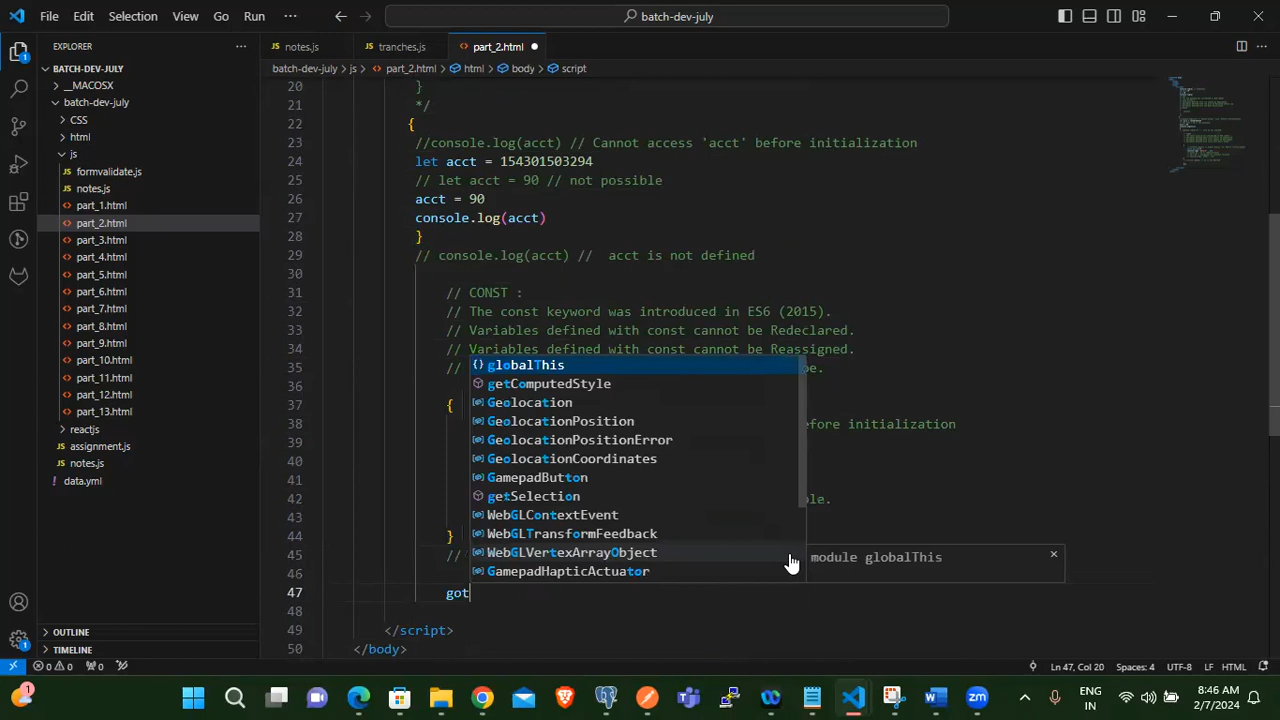 File Edit Selection View Go Run ··· batch-dev-july
EXPLORER ··· notes.js tranches.js part_2.html
batch-dev-july > js > part_2.html > html > body > script
BATCH-DEV-JULY
__MACOSX
batch-dev-july
CSS
html
js
formvalidate.js
notes.js
part_1.html
part_2.html
part_3.html
part_4.html
part_5.html
part_6.html
part_7.html
part_8.html
part_9.html
part_10.html
part_11.html
part_12.html
part_13.html
reactjs
assignment.js
notes.js
data.yml
OUTLINE
TIMELINE
20 }
21 */
22 {
23 //console.log(acct) // Cannot access 'acct' before initialization
24 let acct = 154301503294
25 // let acct = 90 // not possible
26 acct = 90
27 console.log(acct)
28 }
29 // console.log(acct) // acct is not defined
30
31 // CONST :
32 // The const keyword was introduced in ES6 (2015).
33 // Variables defined with const cannot be Redeclared.
34 // Variables defined with const cannot be Reassigned.
35 // pe.
36
37 {
38 efore initialization
39
40
41
42 le.
43
44 }
45 //
46
47 got
48
49 </script>
50 </body>
globalThis
getComputedStyle
Geolocation
GeolocationPosition
GeolocationPositionError
GeolocationCoordinates
GamepadButton
getSelection
WebGLContextEvent
WebGLTransformFeedback
WebGLVertexArrayObject
GamepadHapticActuator
module globalThis
0 0 0 Ln 47, Col 20 Spaces: 4 UTF-8 LF HTML
ENG
IN
8:46 AM
2/7/2024